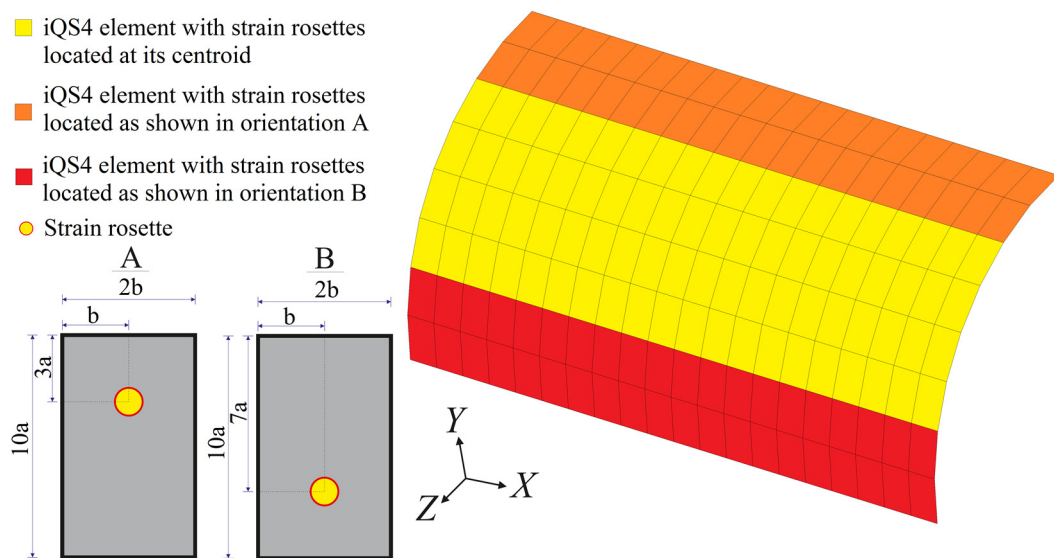 iQS4 element with strain rosettes
located at its centroid
iQS4 element with strain rosettes
located as shown in orientation A
iQS4 element with strain rosettes
located as shown in orientation B
Strain rosette
A
2b
b
3a
10a
B
2b
b
7a
10a
Y
X
Z